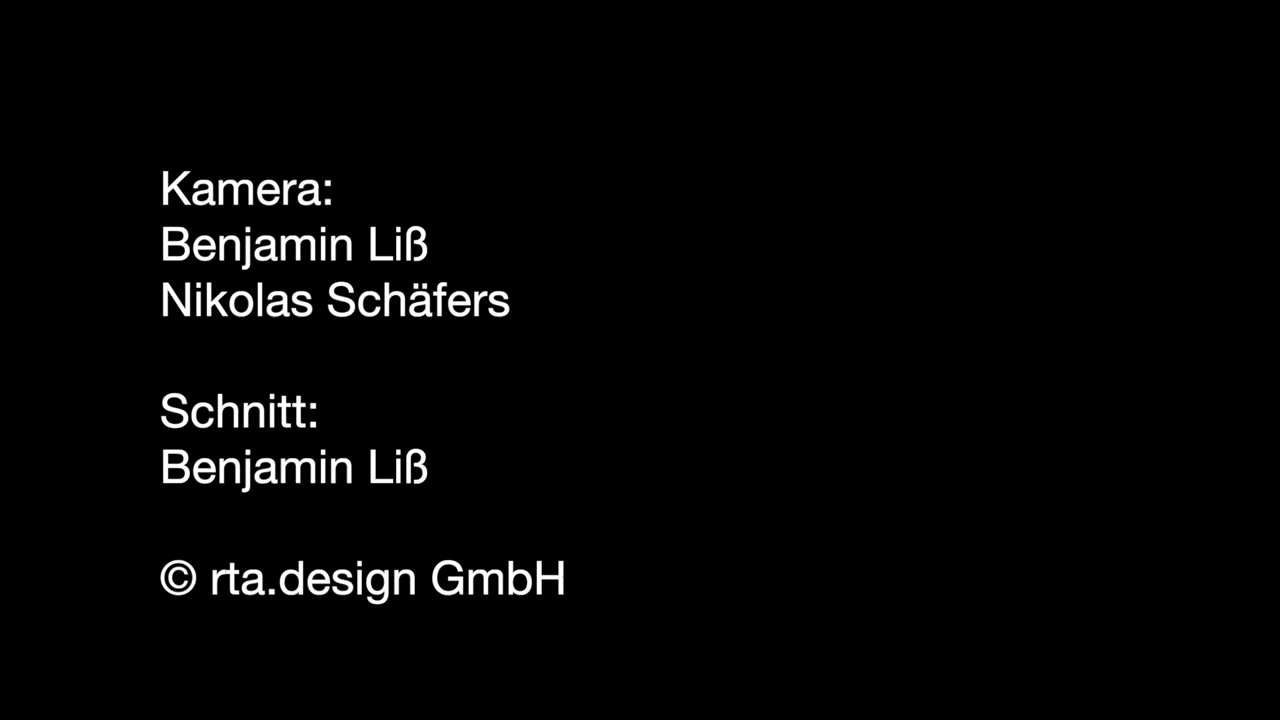 Kamera:
Benjamin Liß
Nikolas Schäfers
Schnitt:
Benjamin Liß
© rta.design GmbH